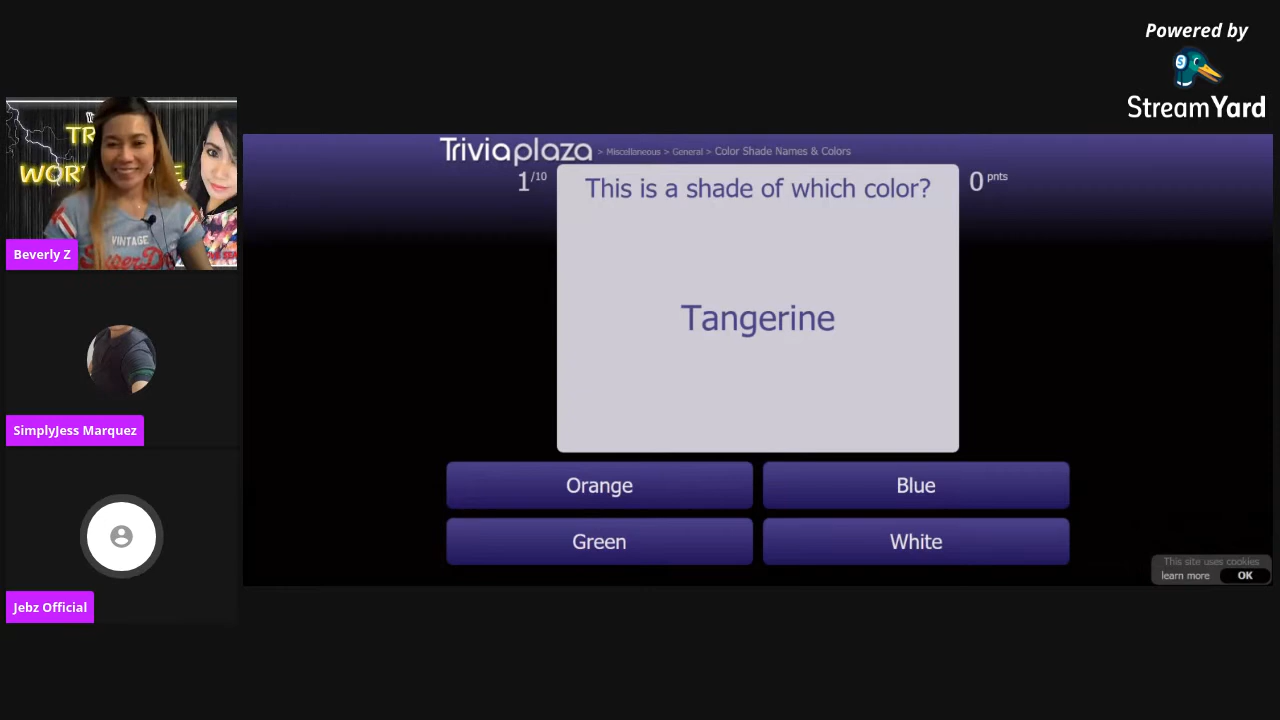 Powered by
StreamYard
Beverly Z
VINTAGE
SimplyJess Marquez
Jebz Official
Triviaplaza > Miscellaneous > General > Color Shade Names & Colors
1/10
This is a shade of which color?
0 pnts
Tangerine
Orange
Blue
Green
White
This site uses cookies
learn more OK